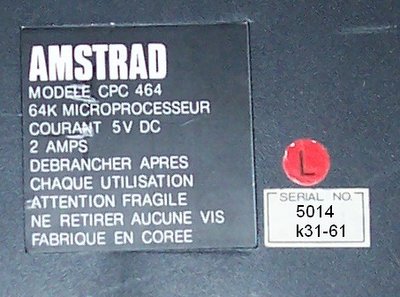 AMSTRAD
MODELE CPC 464
64K MICROPROCESSEUR
COURANT 5V DC
2 AMPS
DEBRANCHER APRES
CHAQUE UTILISATION
ATTENTION FRAGILE
NE RETIRER AUCUNE VIS
FABRIQUE EN COREE
L
SERIAL NO.
5014
k31-61